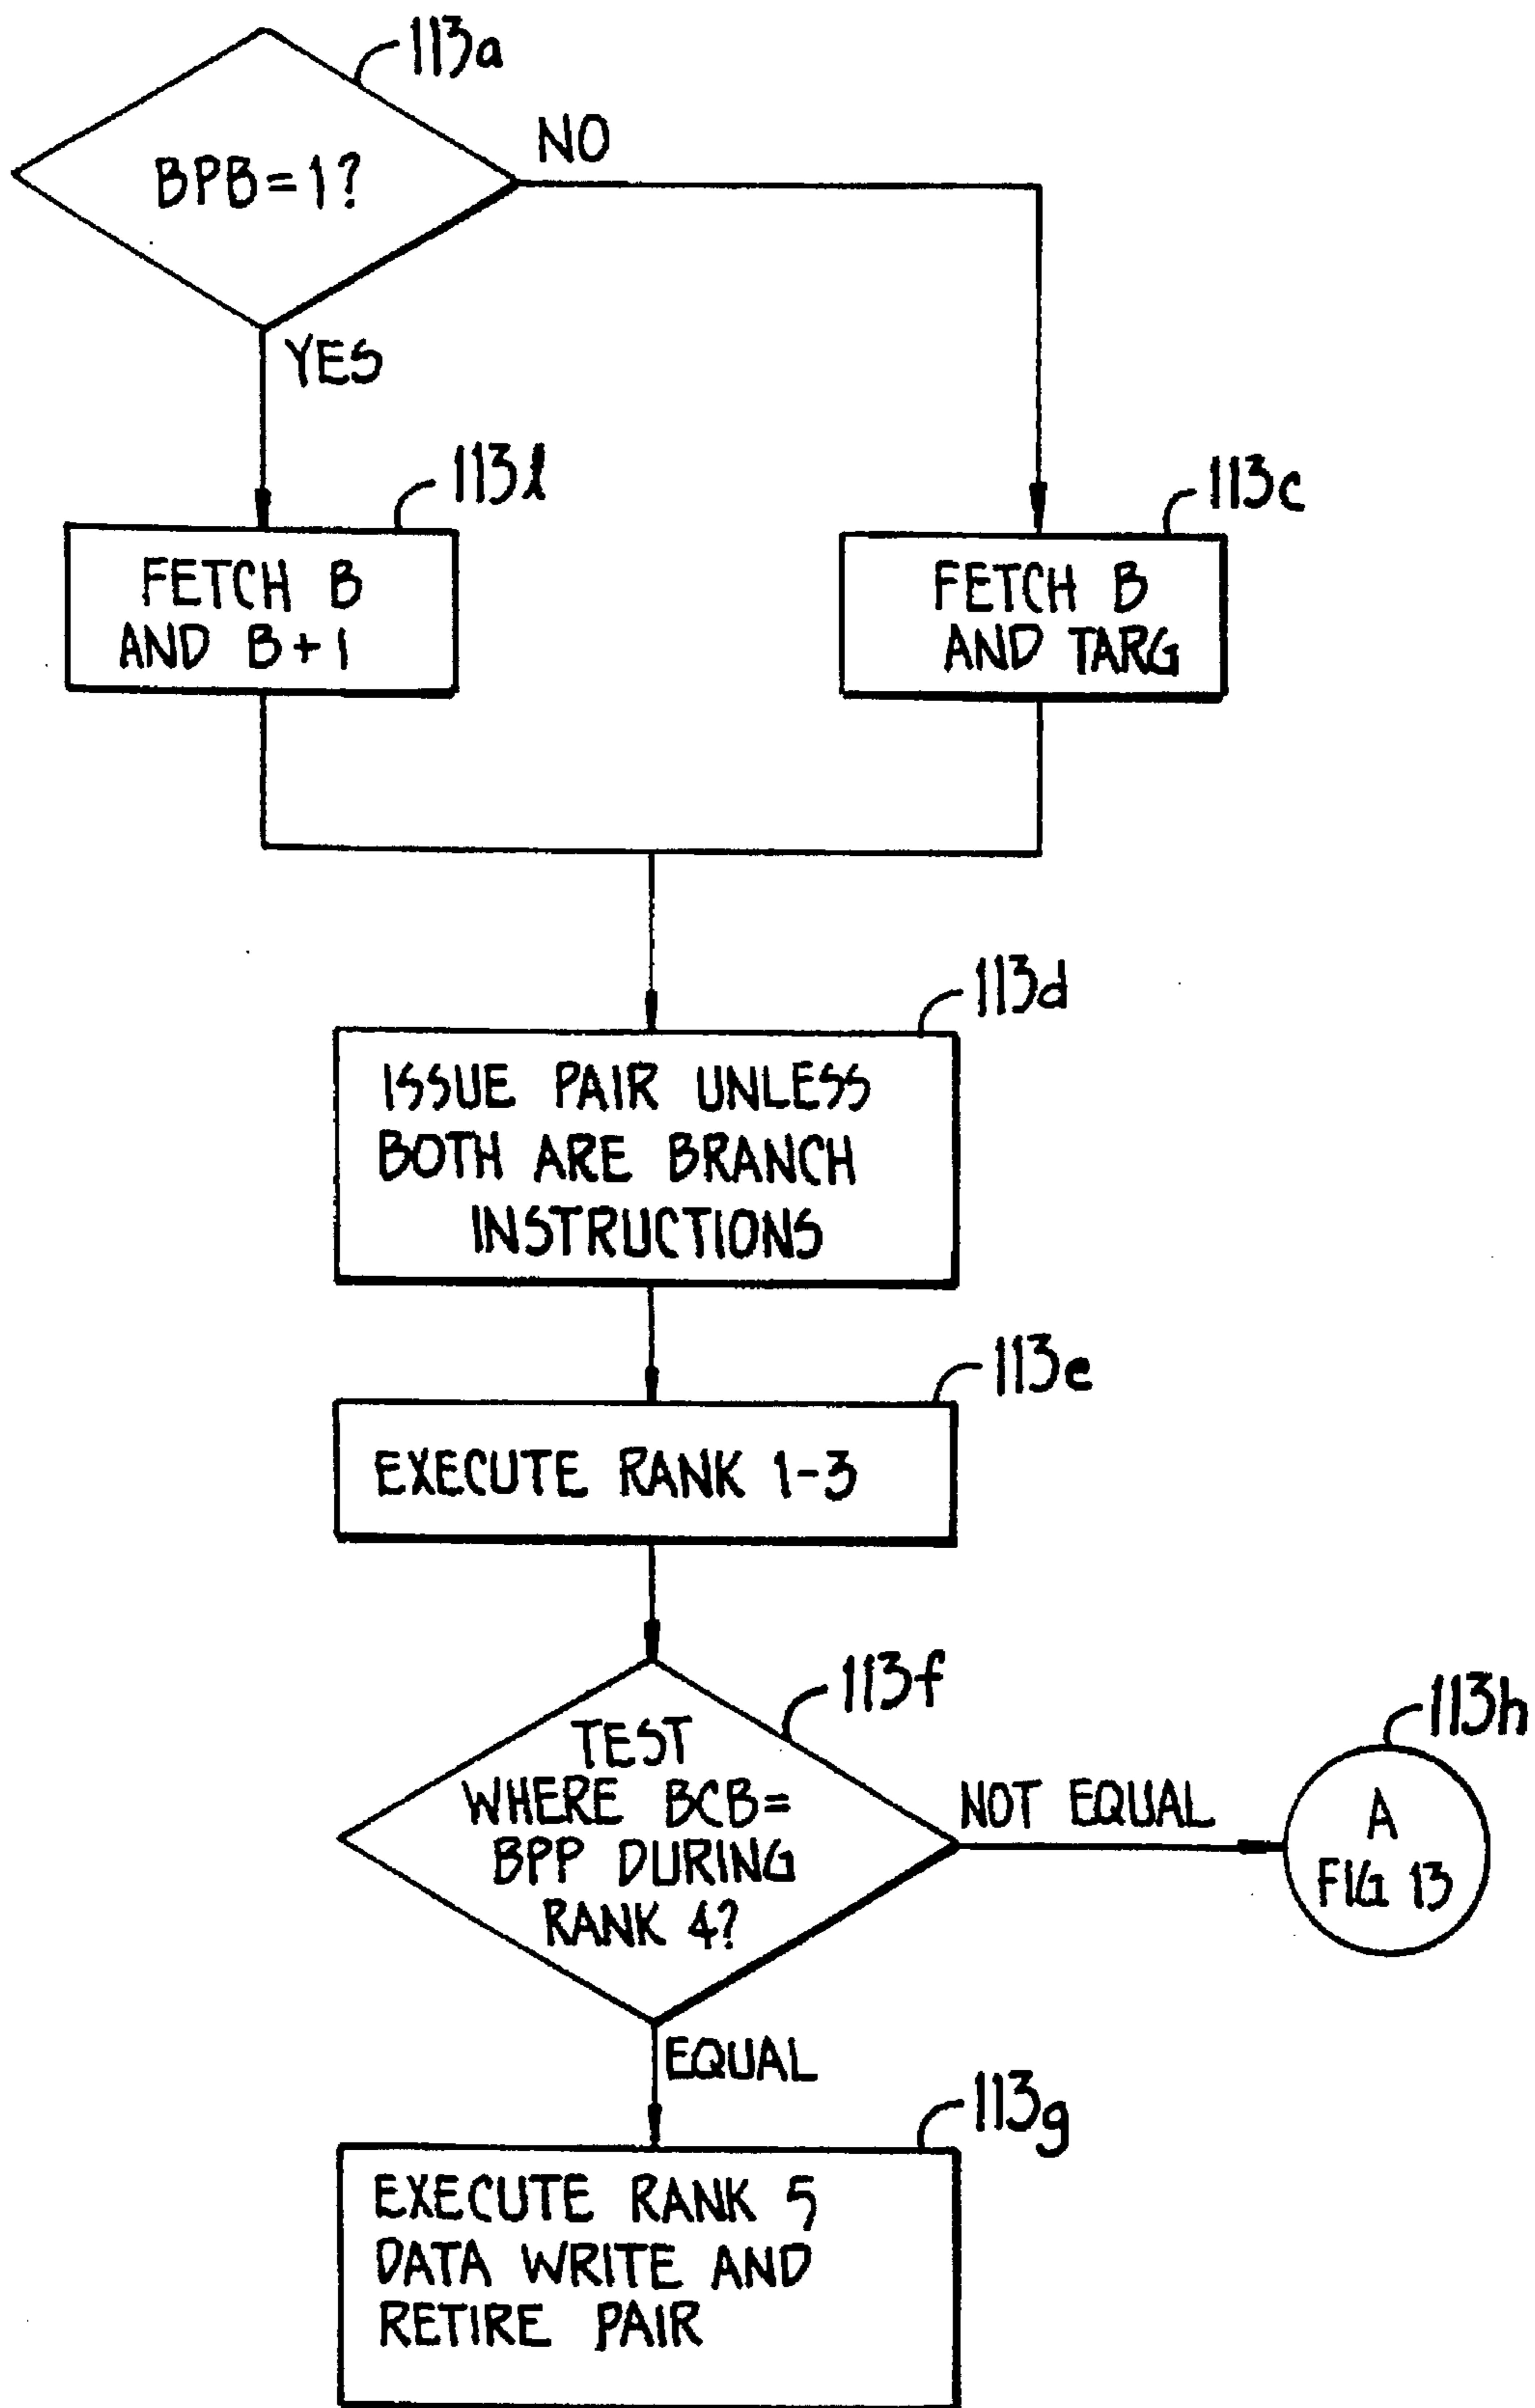 113a
BPB=1?
NO
YES
113l
113c
FETCH B
AND B+1
FETCH B
AND TARG
113d
ISSUE PAIR UNLESS
BOTH ARE BRANCH
INSTRUCTIONS
113e
EXECUTE RANK 1-3
113f
113h
TEST
WHERE BCB=
BPP DURING
RANK 4?
NOT EQUAL
A
FIG 13
EQUAL
113g
EXECUTE RANK 5
DATA WRITE AND
RETIRE PAIR